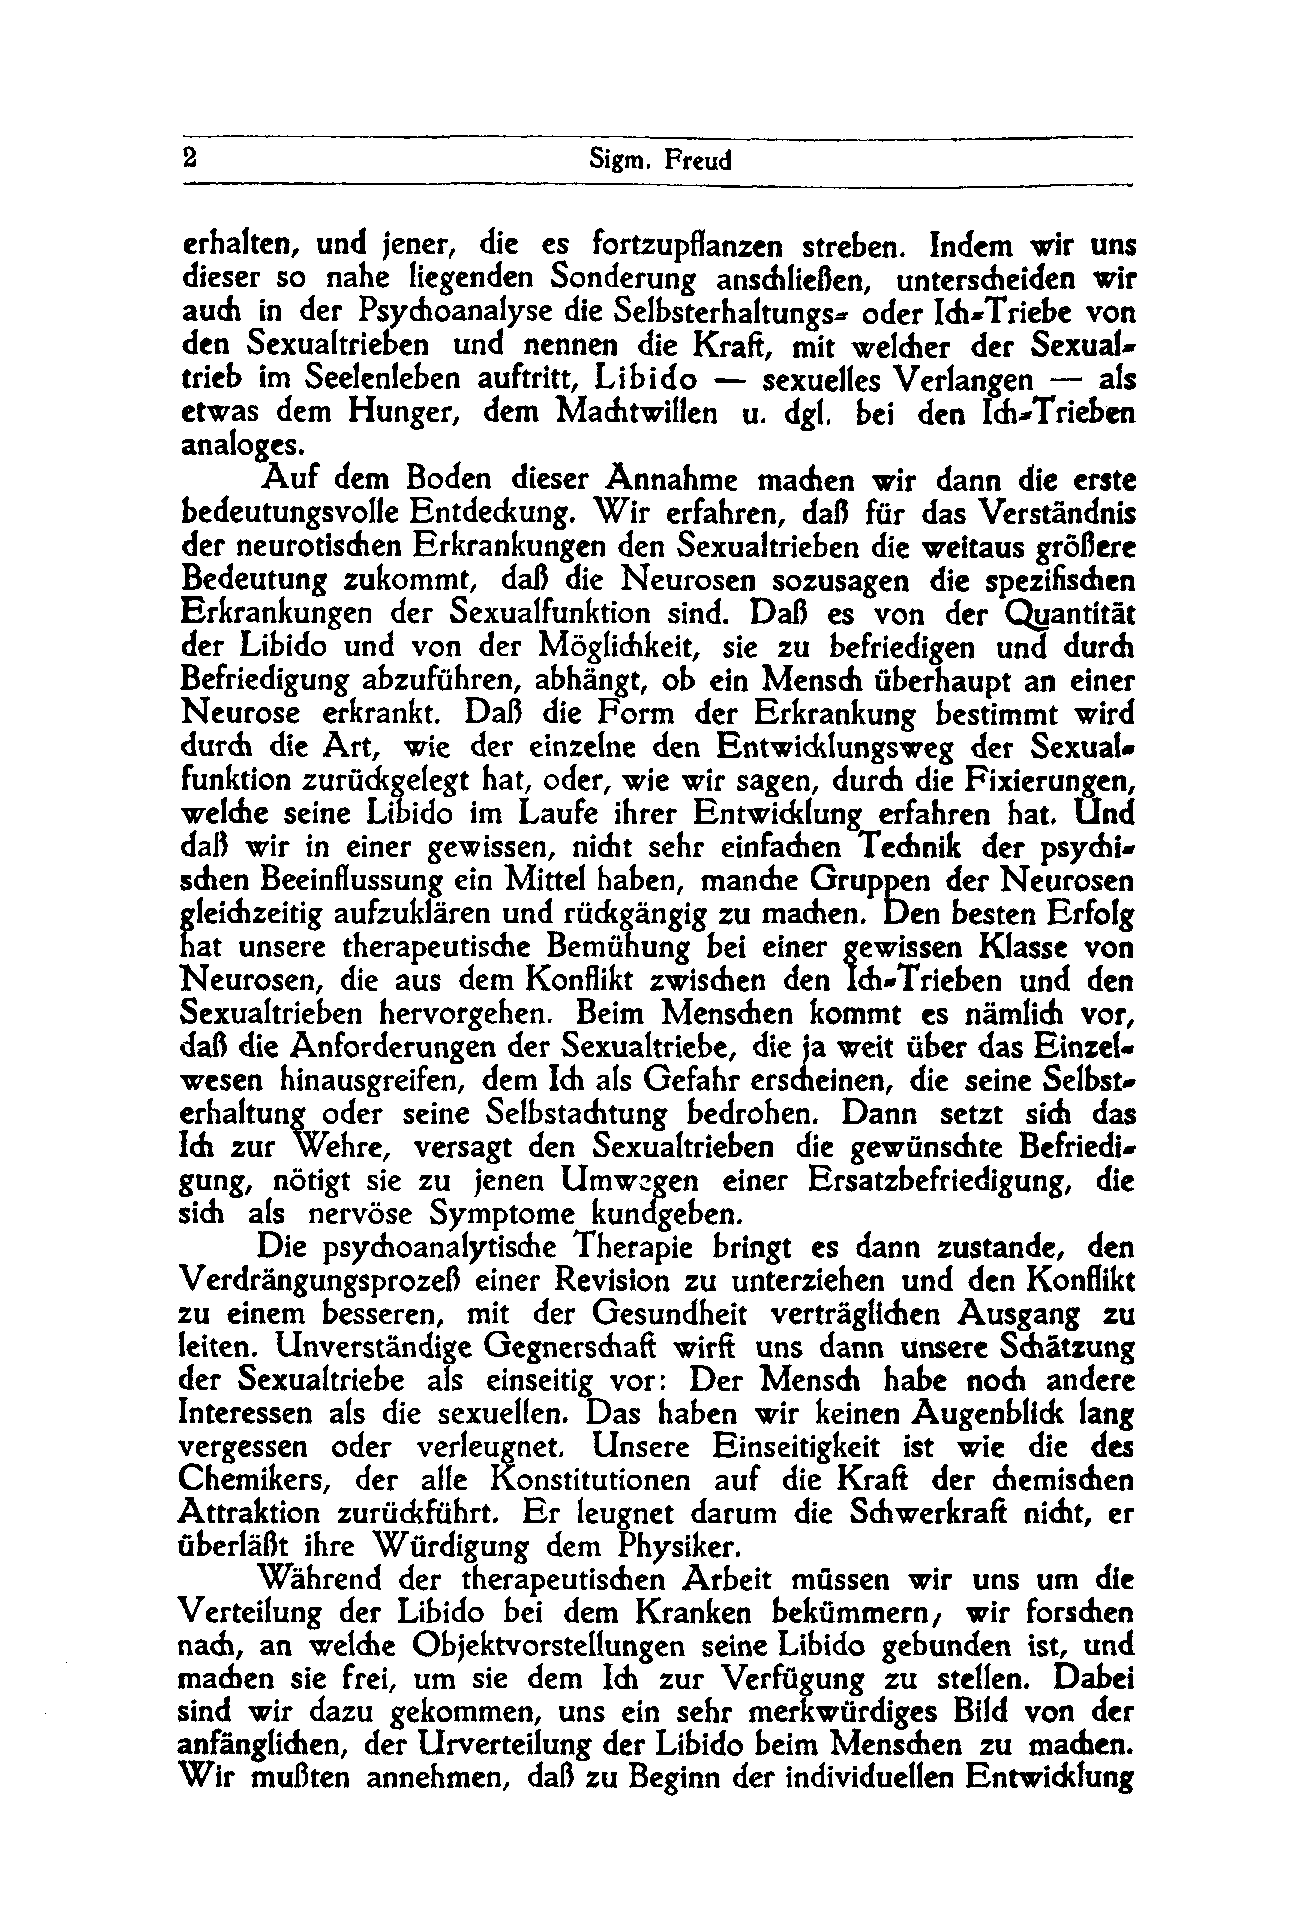 2
Sigm. Freud
erhalten, und jener, die es fortzupflanzen streben. Indem wir uns
dieser so nahe liegenden Sonderung anschließen, unterscheiden wir
auch in der Psychoanalyse die Selbsterhaltungs- oder Ich-Triebe von
den Sexualtrieben und nennen die Kraft, mit welcher der Sexual-
trieb im Seelenleben auftritt, Libido — sexuelles Verlangen — als
etwas dem Hunger, dem Machtwillen u. dgl. bei den Ich-Trieben
analoges.
Auf dem Boden dieser Annahme machen wir dann die erste
bedeutungsvolle Entdeckung. Wir erfahren, daß für das Verständnis
der neurotischen Erkrankungen den Sexualtrieben die weitaus größere
Bedeutung zukommt, daß die Neurosen sozusagen die spezifischen
Erkrankungen der Sexualfunktion sind. Daß es von der Quantität
der Libido und von der Möglichkeit, sie zu befriedigen und durch
Befriedigung abzuführen, abhängt, ob ein Mensch überhaupt an einer
Neurose erkrankt. Daß die Form der Erkrankung bestimmt wird
durch die Art, wie der einzelne den Entwicklungsweg der Sexual-
funktion zurückgelegt hat, oder, wie wir sagen, durch die Fixierungen,
welche seine Libido im Laufe ihrer Entwicklung erfahren hat. Und
daß wir in einer gewissen, nicht sehr einfachen Technik der psychi-
schen Beeinflussung ein Mittel haben, manche Gruppen der Neurosen
gleichzeitig aufzuklären und rückgängig zu machen. Den besten Erfolg
hat unsere therapeutische Bemühung bei einer gewissen Klasse von
Neurosen, die aus dem Konflikt zwischen den Ich-Trieben und den
Sexualtrieben hervorgehen. Beim Menschen kommt es nämlich vor,
daß die Anforderungen der Sexualtriebe, die ja weit über das Einzel-
wesen hinausgreifen, dem Ich als Gefahr erscheinen, die seine Selbst-
erhaltung oder seine Selbstachtung bedrohen. Dann setzt sich das
Ich zur Wehre, versagt den Sexualtrieben die gewünschte Befriedi-
gung, nötigt sie zu jenen Umwegen einer Ersatzbefriedigung, die
sich als nervöse Symptome kundgeben.
Die psychoanalytische Therapie bringt es dann zustande, den
Verdrängungsprozeß einer Revision zu unterziehen und den Konflikt
zu einem besseren, mit der Gesundheit verträglichen Ausgang zu
leiten. Unverständige Gegnerschaft wirft uns dann unsere Schätzung
der Sexualtriebe als einseitig vor: Der Mensch habe noch andere
Interessen als die sexuellen. Das haben wir keinen Augenblick lang
vergessen oder verleugnet. Unsere Einseitigkeit ist wie die des
Chemikers, der alle Konstitutionen auf die Kraft der chemischen
Attraktion zurückführt. Er leugnet darum die Schwerkraft nicht, er
überläßt ihre Würdigung dem Physiker.
Während der therapeutischen Arbeit müssen wir uns um die
Verteilung der Libido bei dem Kranken bekümmern, wir forschen
nach, an welche Objektvorstellungen seine Libido gebunden ist, und
machen sie frei, um sie dem Ich zur Verfügung zu stellen. Dabei
sind wir dazu gekommen, uns ein sehr merkwürdiges Bild von der
anfänglichen, der Urverteilung der Libido beim Menschen zu machen.
Wir mußten annehmen, daß zu Beginn der individuellen Entwicklung